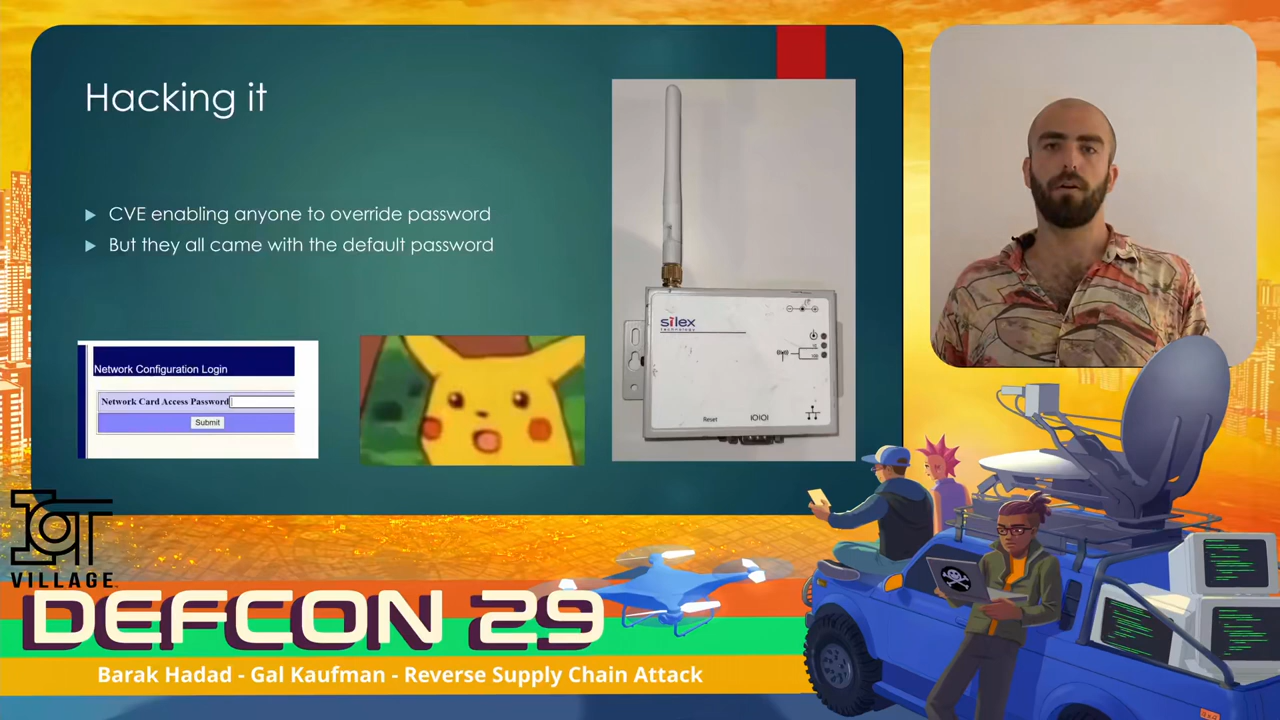 Hacking it
CVE enabling anyone to override password
But they all came with the default password
Network Configuration Login
Network Card Access Password
Submit
silex
technology
Reset
IOIOI
IOT
VILLAGE
DEFCON 29
Barak Hadad - Gal Kaufman - Reverse Supply Chain Attack